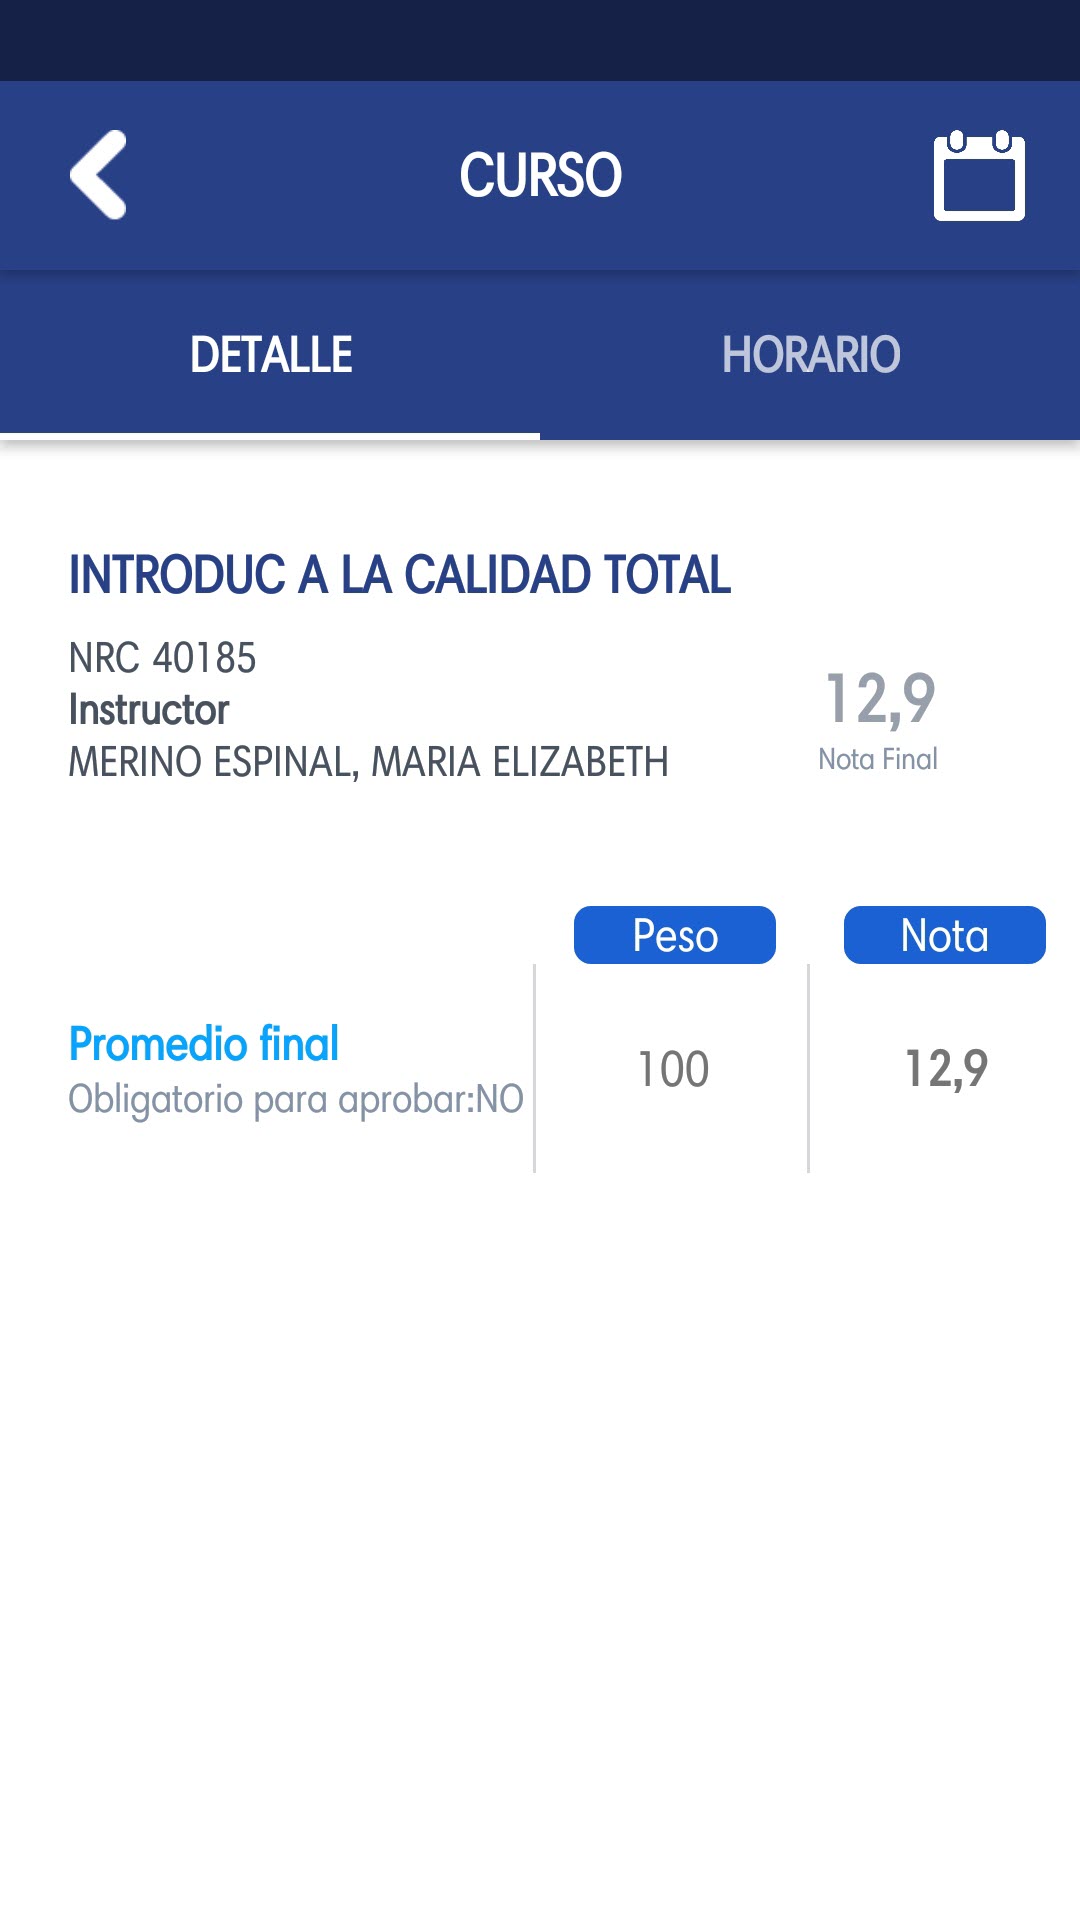 CURSO
DETALLE
HORARIO
INTRODUC A LA CALIDAD TOTAL
NRC 40185
Instructor
MERINO ESPINAL, MARIA ELIZABETH
12,9
Nota Final
Peso
Nota
Promedio final
Obligatorio para aprobar:NO
100
12,9